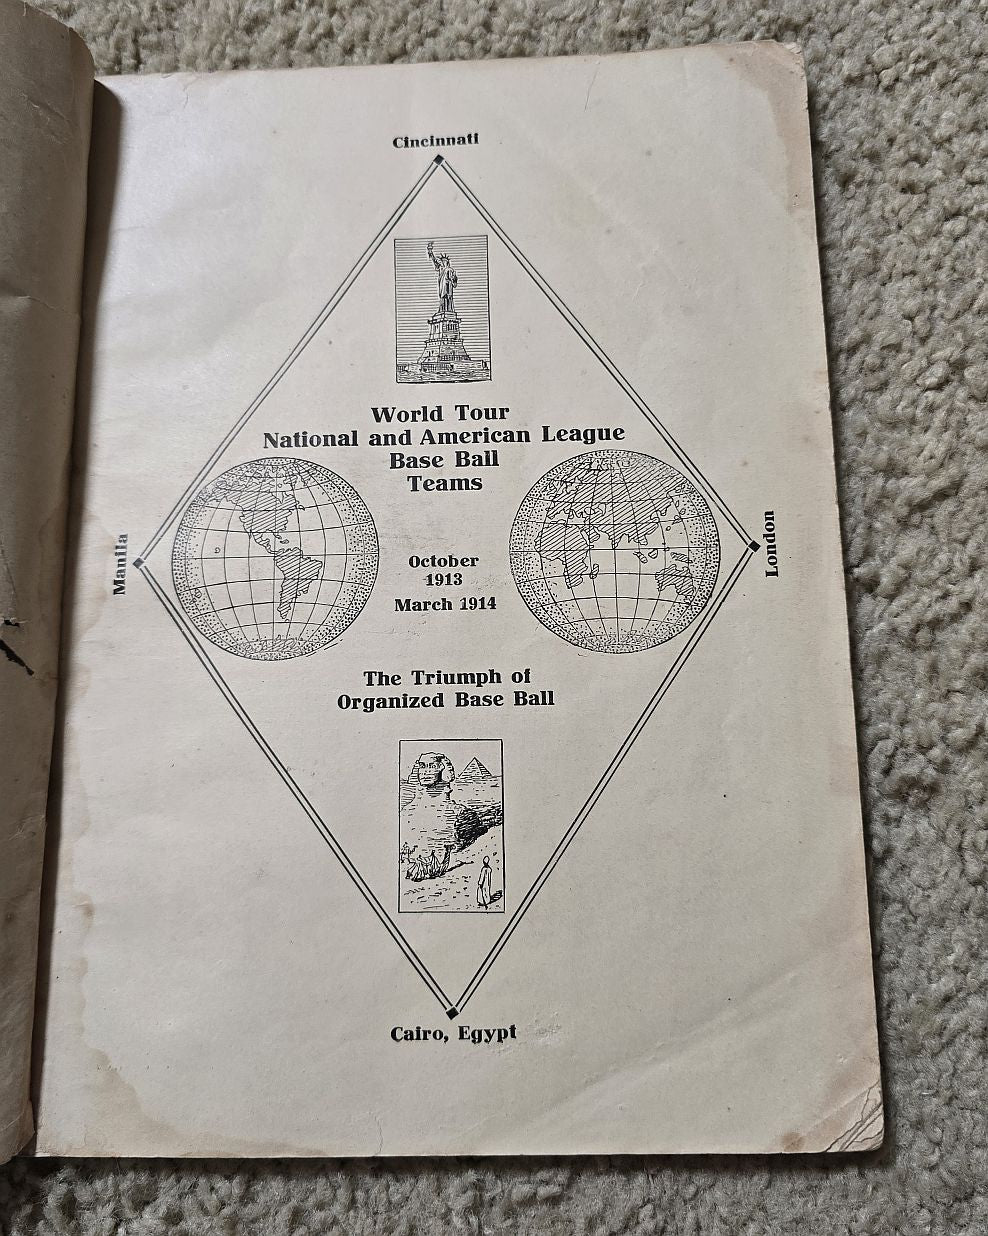 Cincinnati
World Tour
National and American League
Base Ball
Teams
Manila
London
October
1913
March 1914
The Triumph of
Organized Base Ball
Cairo, Egypt